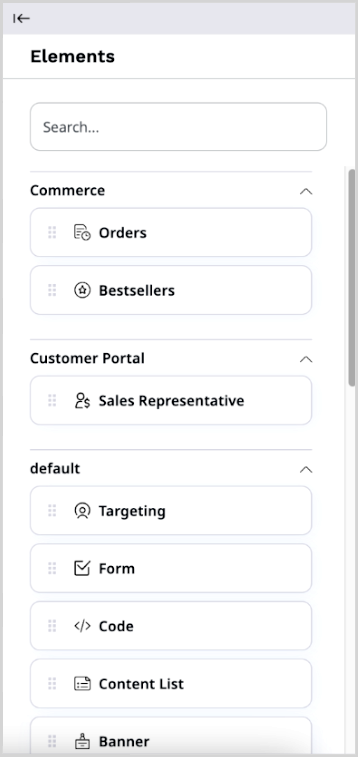 Elements
Search...
Commerce
Orders
Bestsellers
Customer Portal
Sales Representative
default
Targeting
Form
Code
Content List
Banner